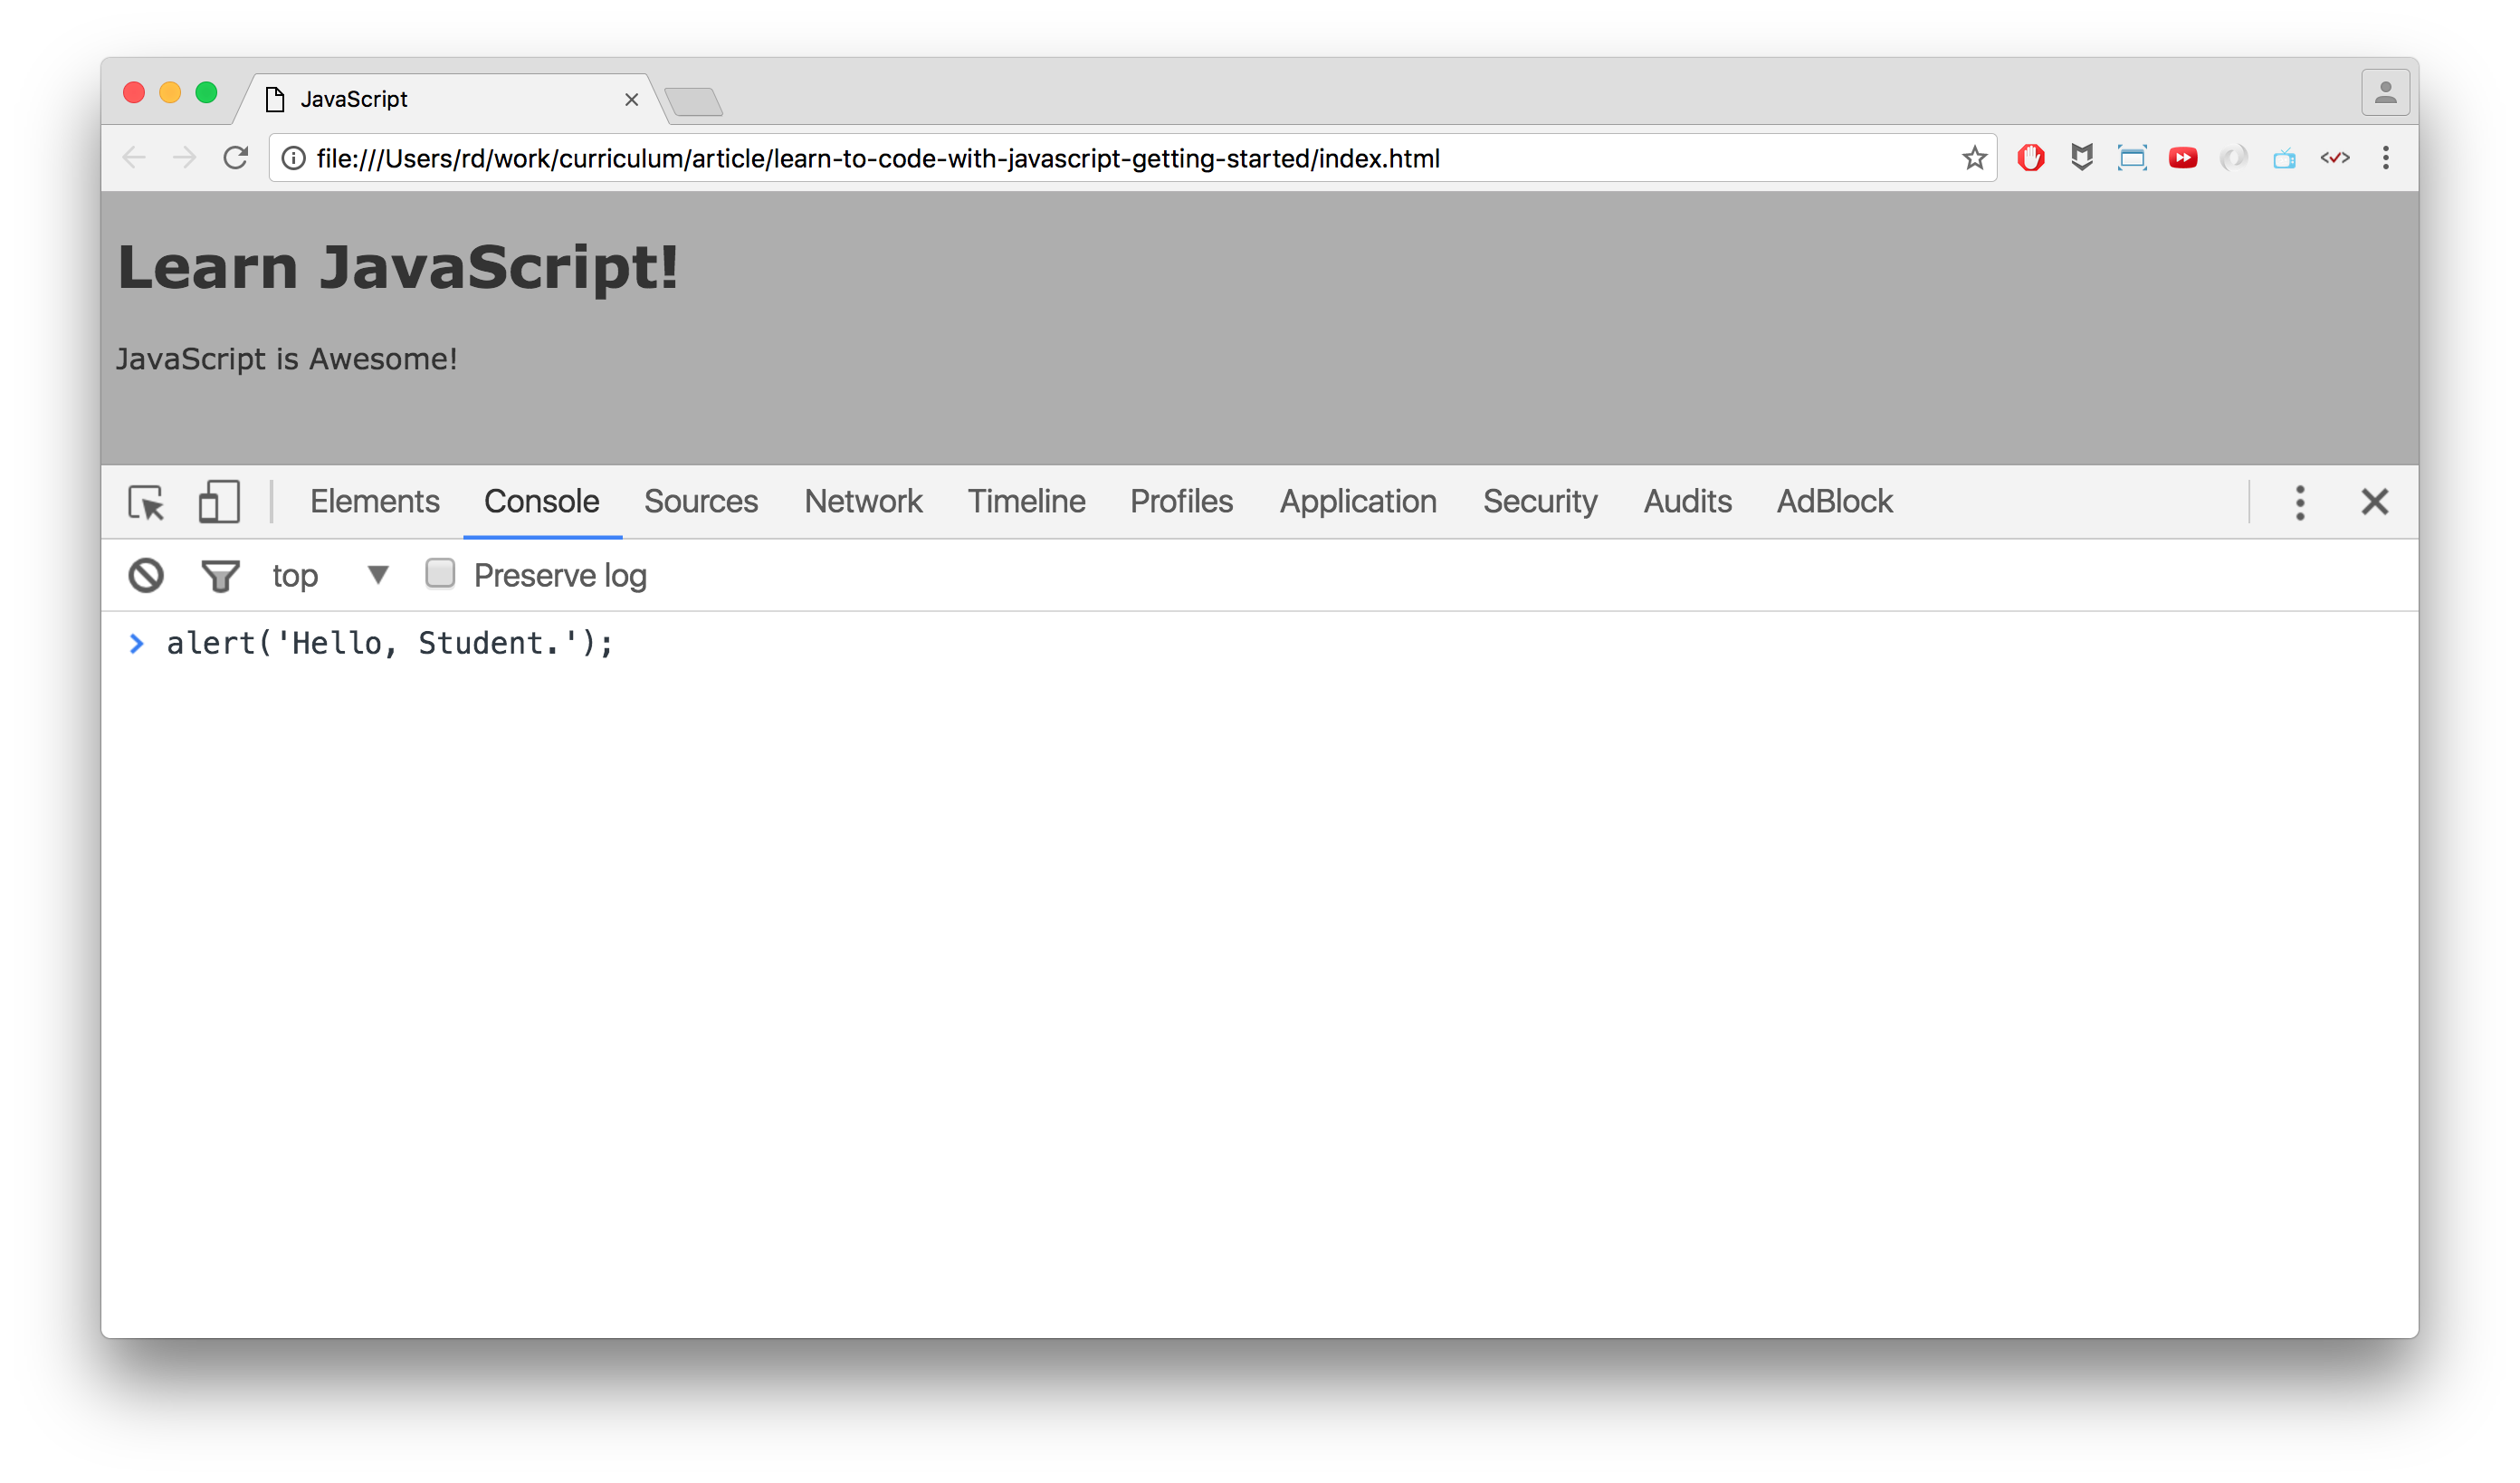 JavaScript
file:///Users/rd/work/curriculum/article/learn-to-code-with-javascript-getting-started/index.html
Learn JavaScript!
JavaScript is Awesome!
Elements Console Sources Network Timeline Profiles Application Security Audits AdBlock
top Preserve log
alert('Hello, Student.');